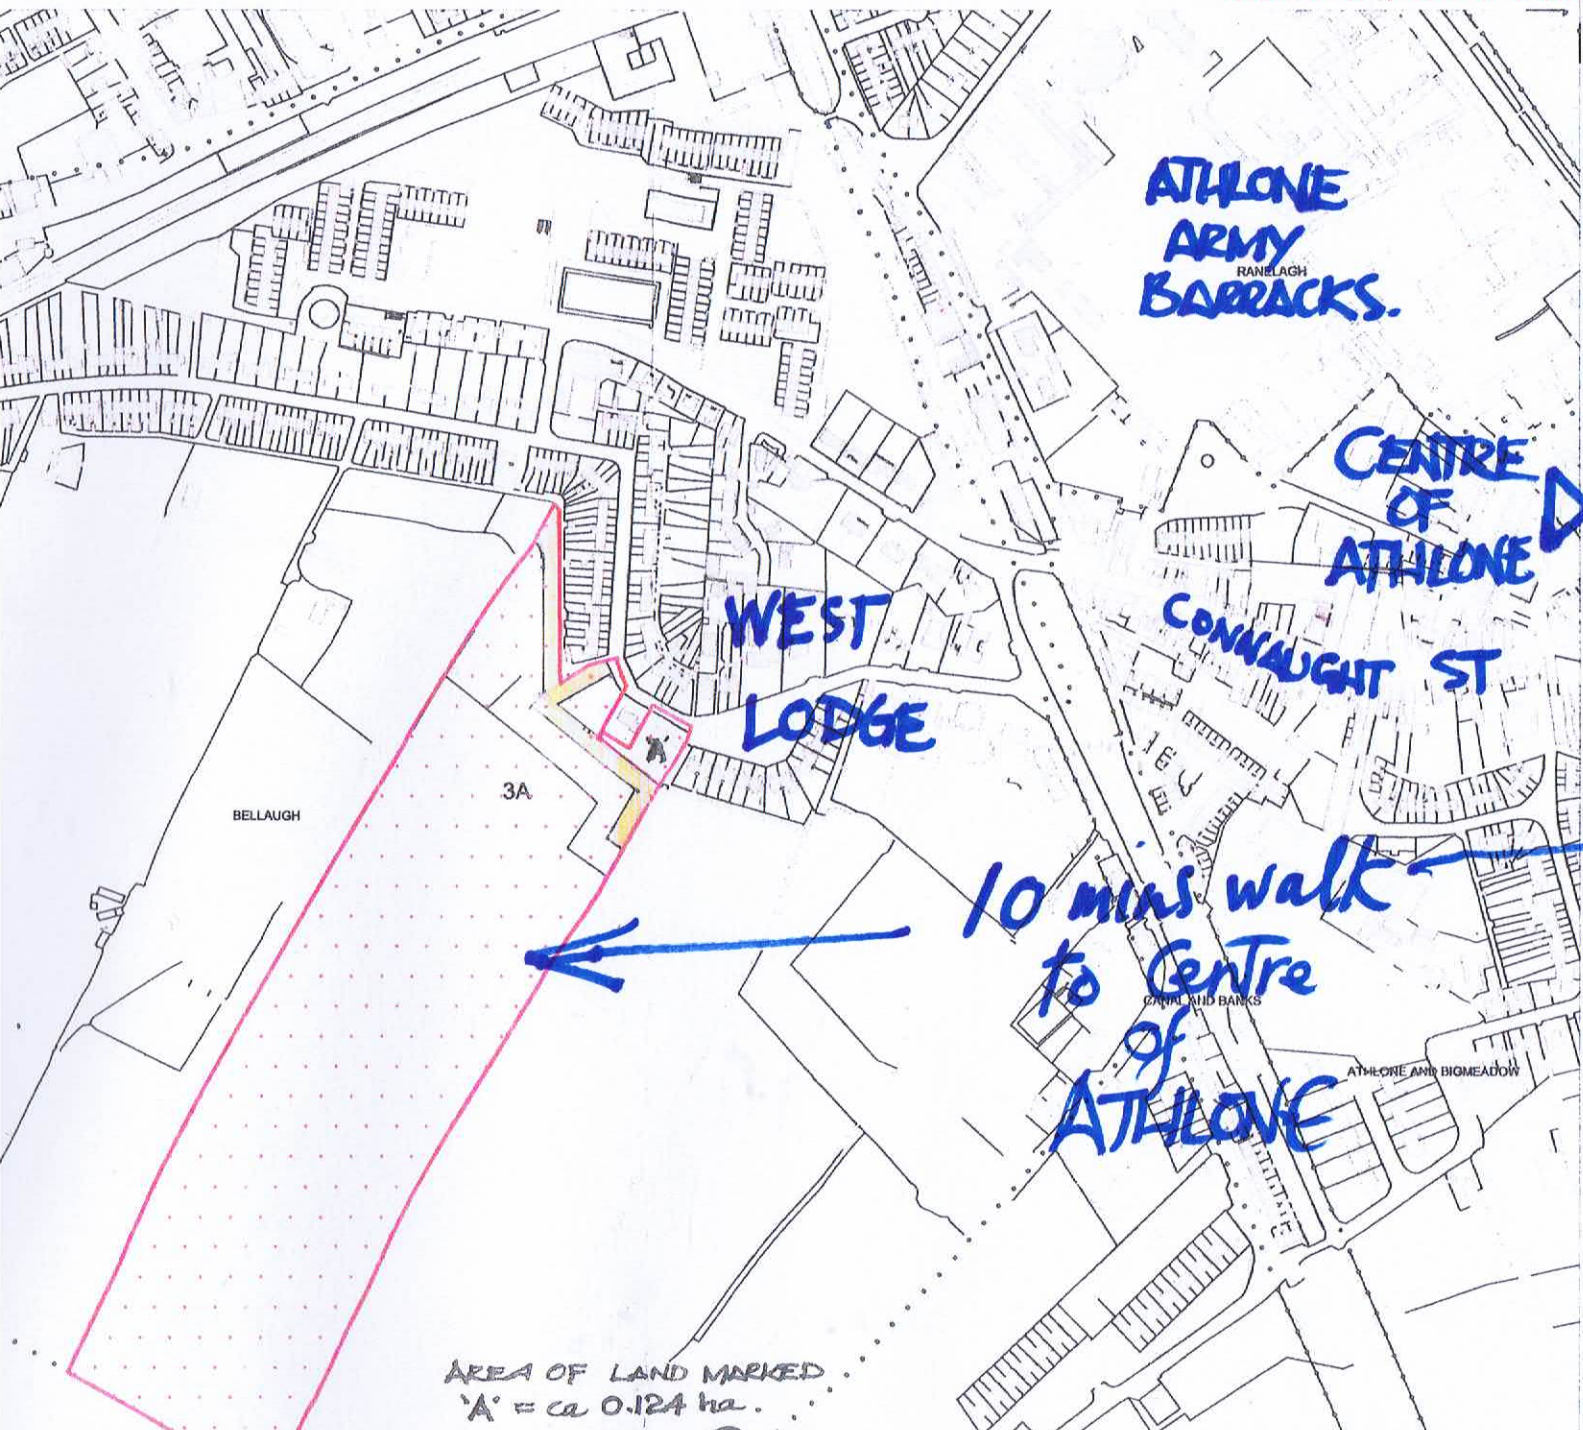 ATHLONE
ARMY
RANELAGH
BARRACKS.
CENTRE
OF
ATHLONE
CONNAUGHT ST
WEST
LODGE
3A
BELLAUGH
10 mins walk
to Centre
CANAL AND BANKS
of
ATHLONE AND BIGMEADOW
ATHLONE
AREA OF LAND MARKED
'A' = ca 0.124 ha.